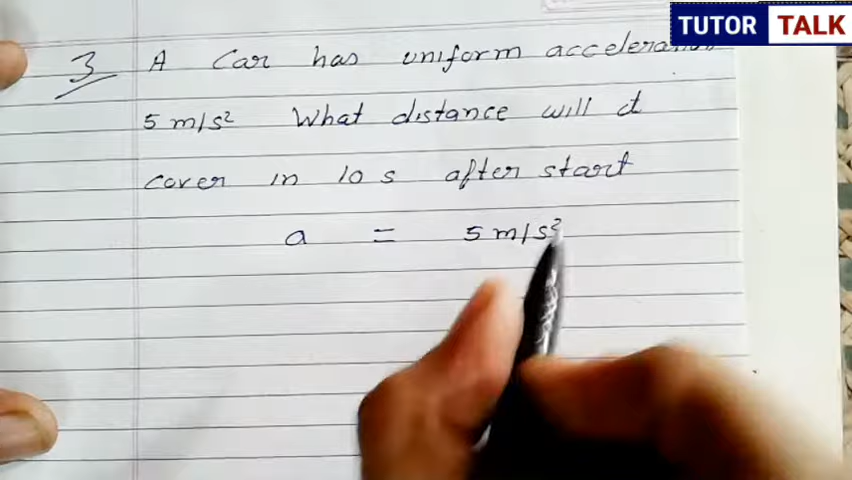 TUTOR TALK
3 A Car has uniform
5 m/s² What distance will it
cover in 10 s after start
a = 5 m/s²